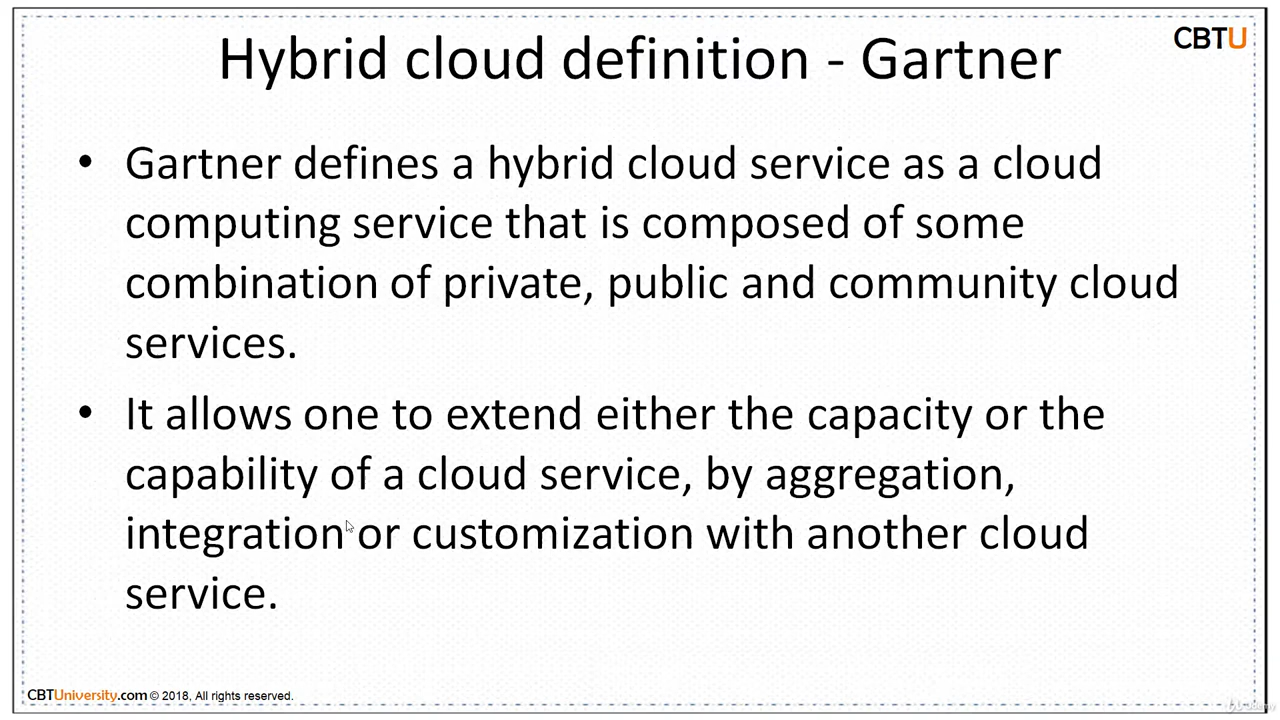 Hybrid cloud definition - Gartner
CBTU
• Gartner defines a hybrid cloud service as a cloud
computing service that is composed of some
combination of private, public and community cloud
services.
• It allows one to extend either the capacity or the
capability of a cloud service, by aggregation,
integration or customization with another cloud
service.
CBTUniversity.com © 2018, All rights reserved.